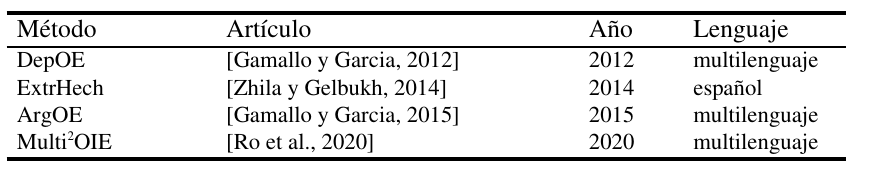 Método Artículo Año Lenguaje
DepOE [Gamallo y Garcia, 2012] 2012 multilenguaje
ExtrHech [Zhila y Gelbukh, 2014] 2014 español
ArgOE [Gamallo y Garcia, 2015] 2015 multilenguaje
Multi²OIE [Ro et al., 2020] 2020 multilenguaje